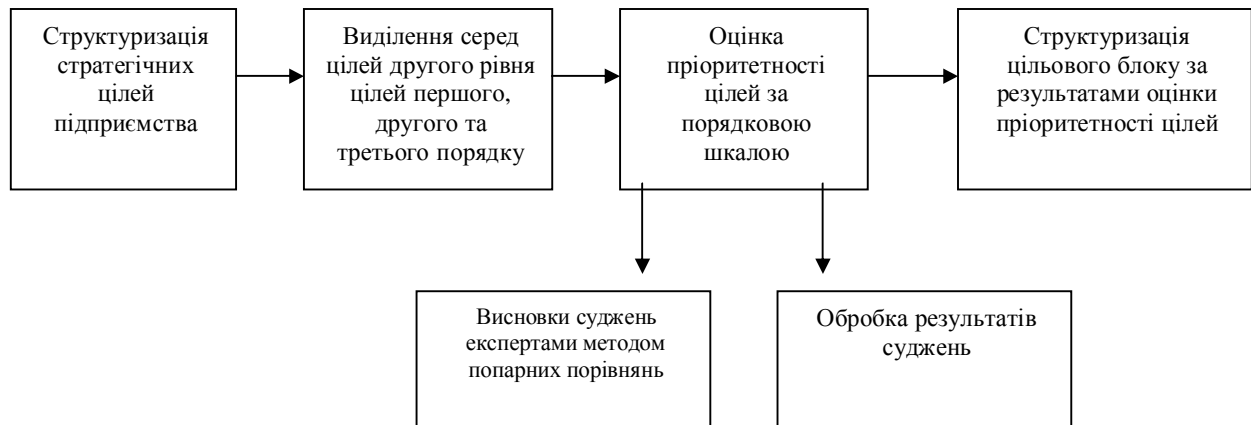 Структуризація
стратегічних
цілей
підприємства
Виділення серед
цілей другого рівня
цілей першого,
другого та
третього порядку
Оцінка
пріоритетності
цілей за
порядковою
шкалою
Структуризація
цільового блоку за
результатами оцінки
пріоритетності цілей
Висновки суджень
експертами методом
попарних порівнянь
Обробка результатів
суджень